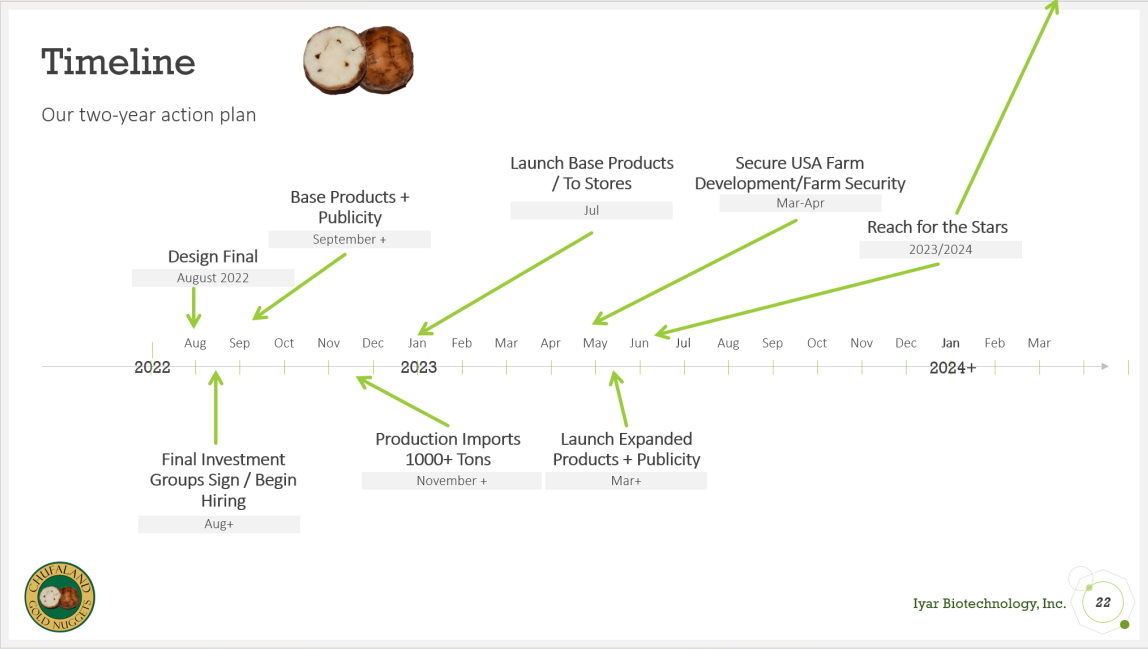 Timeline
Our two-year action plan
Launch Base Products
/ To Stores
Jul
Secure USA Farm
Development/Farm Security
Mar-Apr
Base Products +
Publicity
September +
Reach for the Stars
2023/2024
Design Final
August 2022
Aug Sep Oct Nov Dec Jan Feb Mar Apr May Jun Jul Aug Sep Oct Nov Dec Jan Feb Mar
2022 2023 2024+
Production Imports
1000+ Tons
November +
Launch Expanded
Products + Publicity
Mar+
Final Investment
Groups Sign / Begin
Hiring
Aug+
CHUFALAND
GOLD NUGGETS
Iyar Biotechnology, Inc.
22